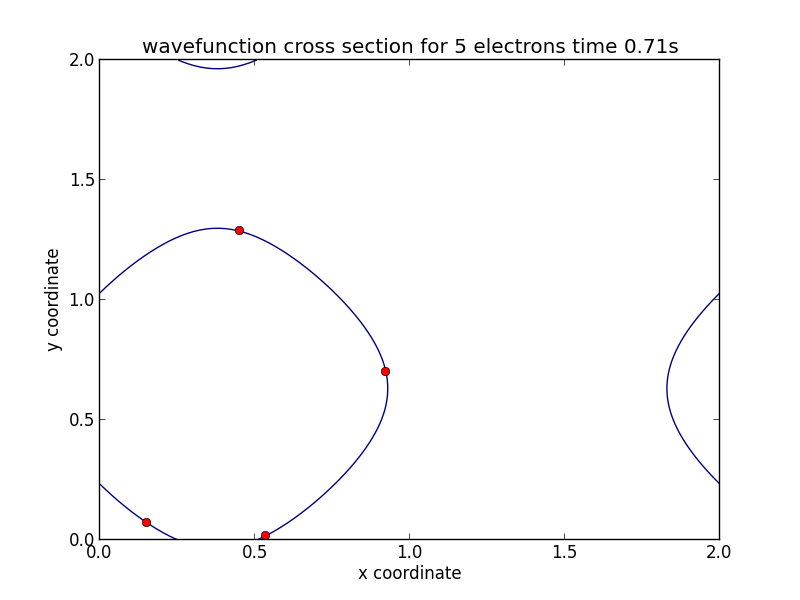 wavefunction cross section for 5 electrons time 0.71s
2.0
1.5
1.0
0.5
0.0
y coordinate
0.0 0.5 1.0 1.5 2.0
x coordinate